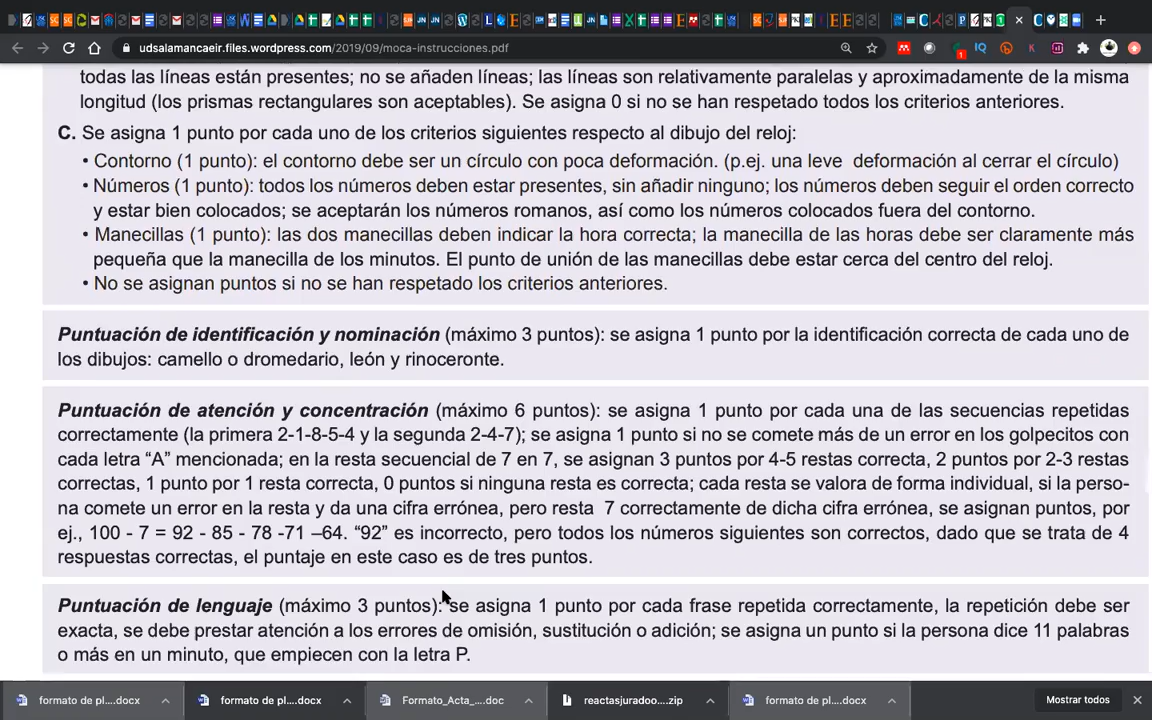 udsalamancaeir.files.wordpress.com/2019/09/moca-instrucciones.pdf
todas las líneas están presentes; no se añaden líneas; las líneas son relativamente paralelas y aproximadamente de la misma
longitud (los prismas rectangulares son aceptables). Se asigna 0 si no se han respetado todos los criterios anteriores.
C. Se asigna 1 punto por cada uno de los criterios siguientes respecto al dibujo del reloj:
• Contorno (1 punto): el contorno debe ser un círculo con poca deformación. (p.ej. una leve deformación al cerrar el círculo)
• Números (1 punto): todos los números deben estar presentes, sin añadir ninguno; los números deben seguir el orden correcto
y estar bien colocados; se aceptarán los números romanos, así como los números colocados fuera del contorno.
• Manecillas (1 punto): las dos manecillas deben indicar la hora correcta; la manecilla de las horas debe ser claramente más
pequeña que la manecilla de los minutos. El punto de unión de las manecillas debe estar cerca del centro del reloj.
• No se asignan puntos si no se han respetado los criterios anteriores.
Puntuación de identificación y nominación (máximo 3 puntos): se asigna 1 punto por la identificación correcta de cada uno de
los dibujos: camello o dromedario, león y rinoceronte.
Puntuación de atención y concentración (máximo 6 puntos): se asigna 1 punto por cada una de las secuencias repetidas
correctamente (la primera 2-1-8-5-4 y la segunda 2-4-7); se asigna 1 punto si no se comete más de un error en los golpecitos con
cada letra “A” mencionada; en la resta secuencial de 7 en 7, se asignan 3 puntos por 4-5 restas correcta, 2 puntos por 2-3 restas
correctas, 1 punto por 1 resta correcta, 0 puntos si ninguna resta es correcta; cada resta se valora de forma individual, si la perso-
na comete un error en la resta y da una cifra errónea, pero resta 7 correctamente de dicha cifra errónea, se asignan puntos, por
ej., 100 - 7 = 92 - 85 - 78 -71 –64. “92” es incorrecto, pero todos los números siguientes son correctos, dado que se trata de 4
respuestas correctas, el puntaje en este caso es de tres puntos.
Puntuación de lenguaje (máximo 3 puntos): se asigna 1 punto por cada frase repetida correctamente, la repetición debe ser
exacta, se debe prestar atención a los errores de omisión, sustitución o adición; se asigna un punto si la persona dice 11 palabras
o más en un minuto, que empiecen con la letra P.
formato de pl....docx formato de pl....docx Formato_Acta_....doc reactasjuradoo....zip formato de pl....docx Mostrar todos